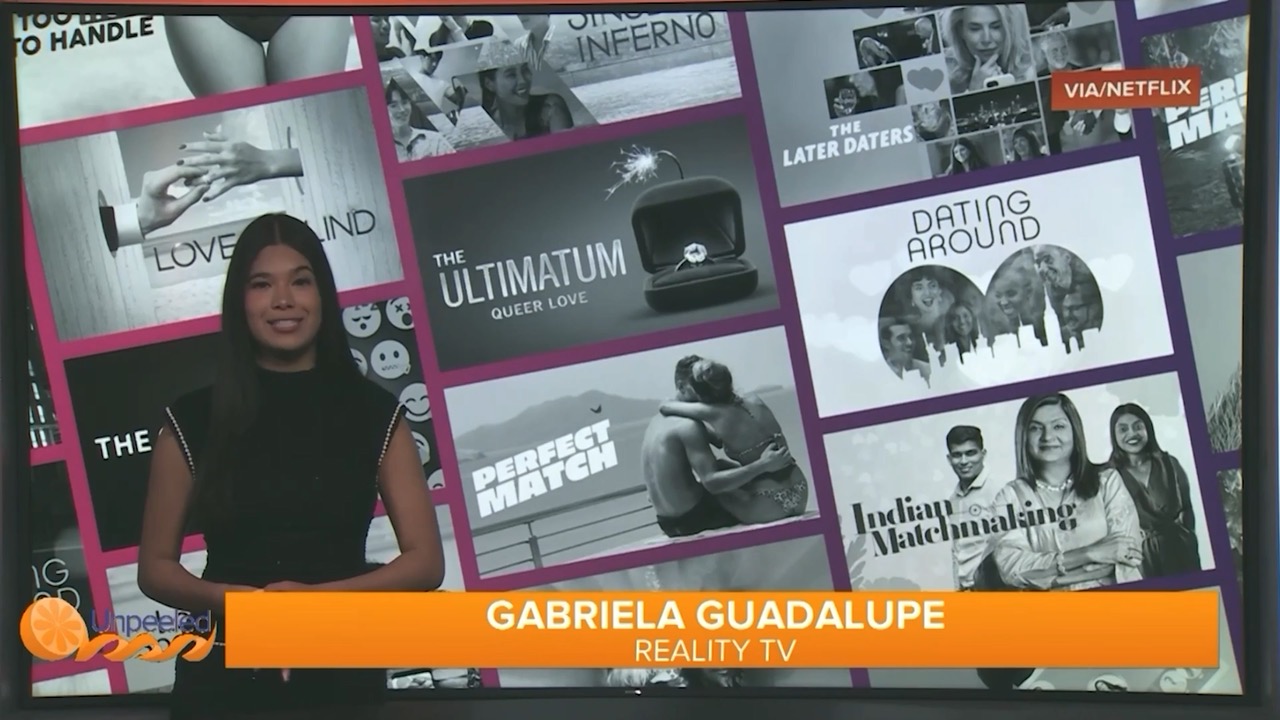 TO HANDLE
INFERNO
VIA/NETFLIX
THE
LATER DATERS
LOVE
THE
ULTIMATUM
QUEER LOVE
DATING
AROUND
THE
PERFECT
MATCH
Indian
Matchmaking
Unpeeled
GABRIELA GUADALUPE
REALITY TV